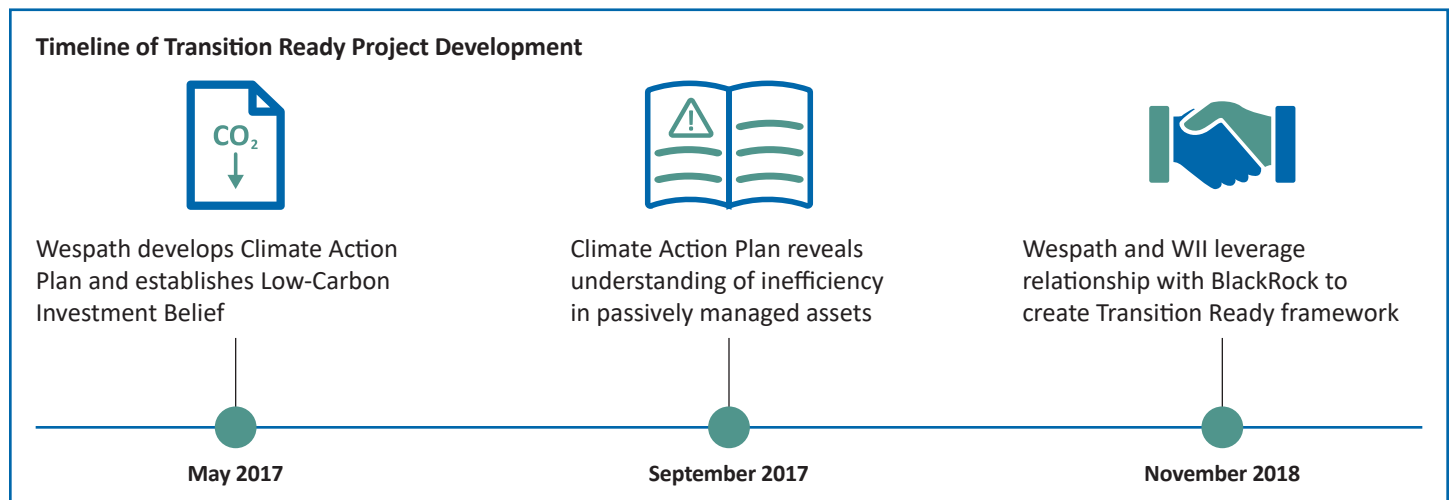 Timeline of Transition Ready Project Development
CO₂
Wespath develops Climate Action
Plan and establishes Low-Carbon
Investment Belief
Climate Action Plan reveals
understanding of inefficiency
in passively managed assets
Wespath and WII leverage
relationship with BlackRock to
create Transition Ready framework
May 2017
September 2017
November 2018